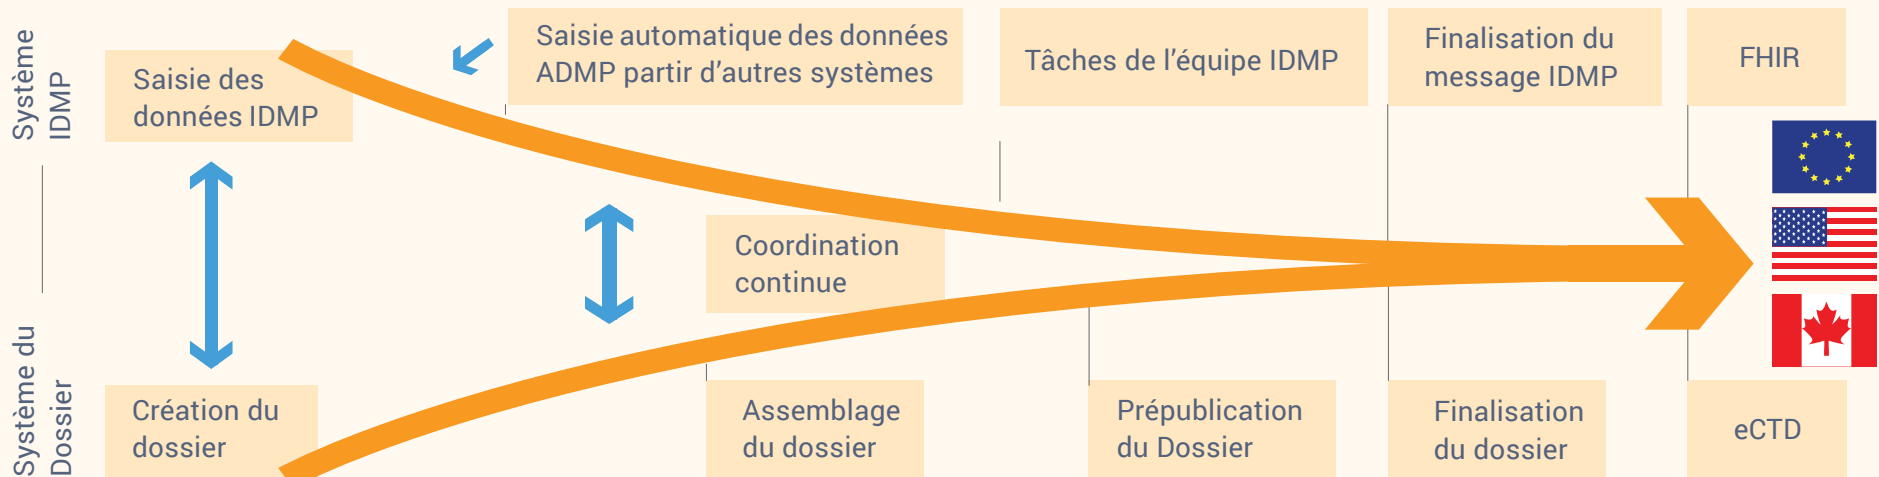 Système
IDMP
Saisie des
données IDMP
Saisie automatique des données
ADMP partir d’autres systèmes
Tâches de l’équipe IDMP
Finalisation du
message IDMP
FHIR
Coordination
continue
Système du
Dossier
Création du
dossier
Assemblage
du dossier
Prépublication
du Dossier
Finalisation
du dossier
eCTD